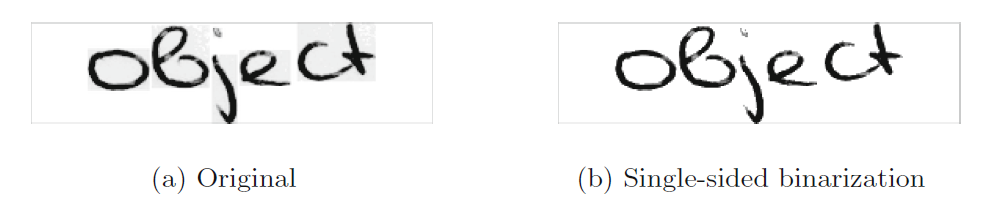 object object
(a) Original (b) Single-sided binarization